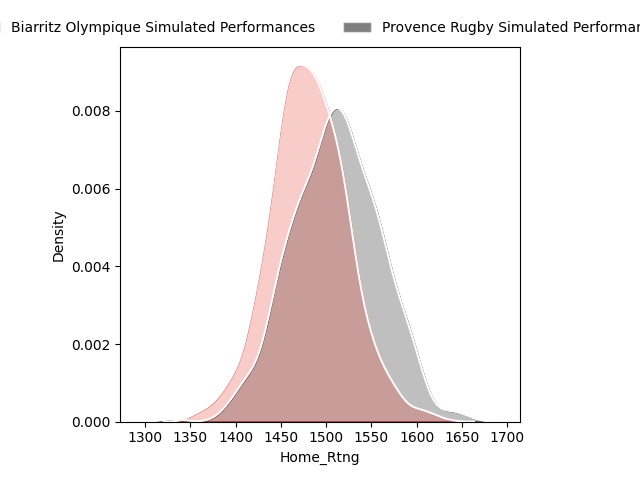 Biarritz Olympique Simulated Performances
Provence Rugby Simulated
0.008
0.006
0.004
0.002
0.000
Density
1300 1350 1400 1450 1500 1550 1600 1650 1700
Home_Rtng